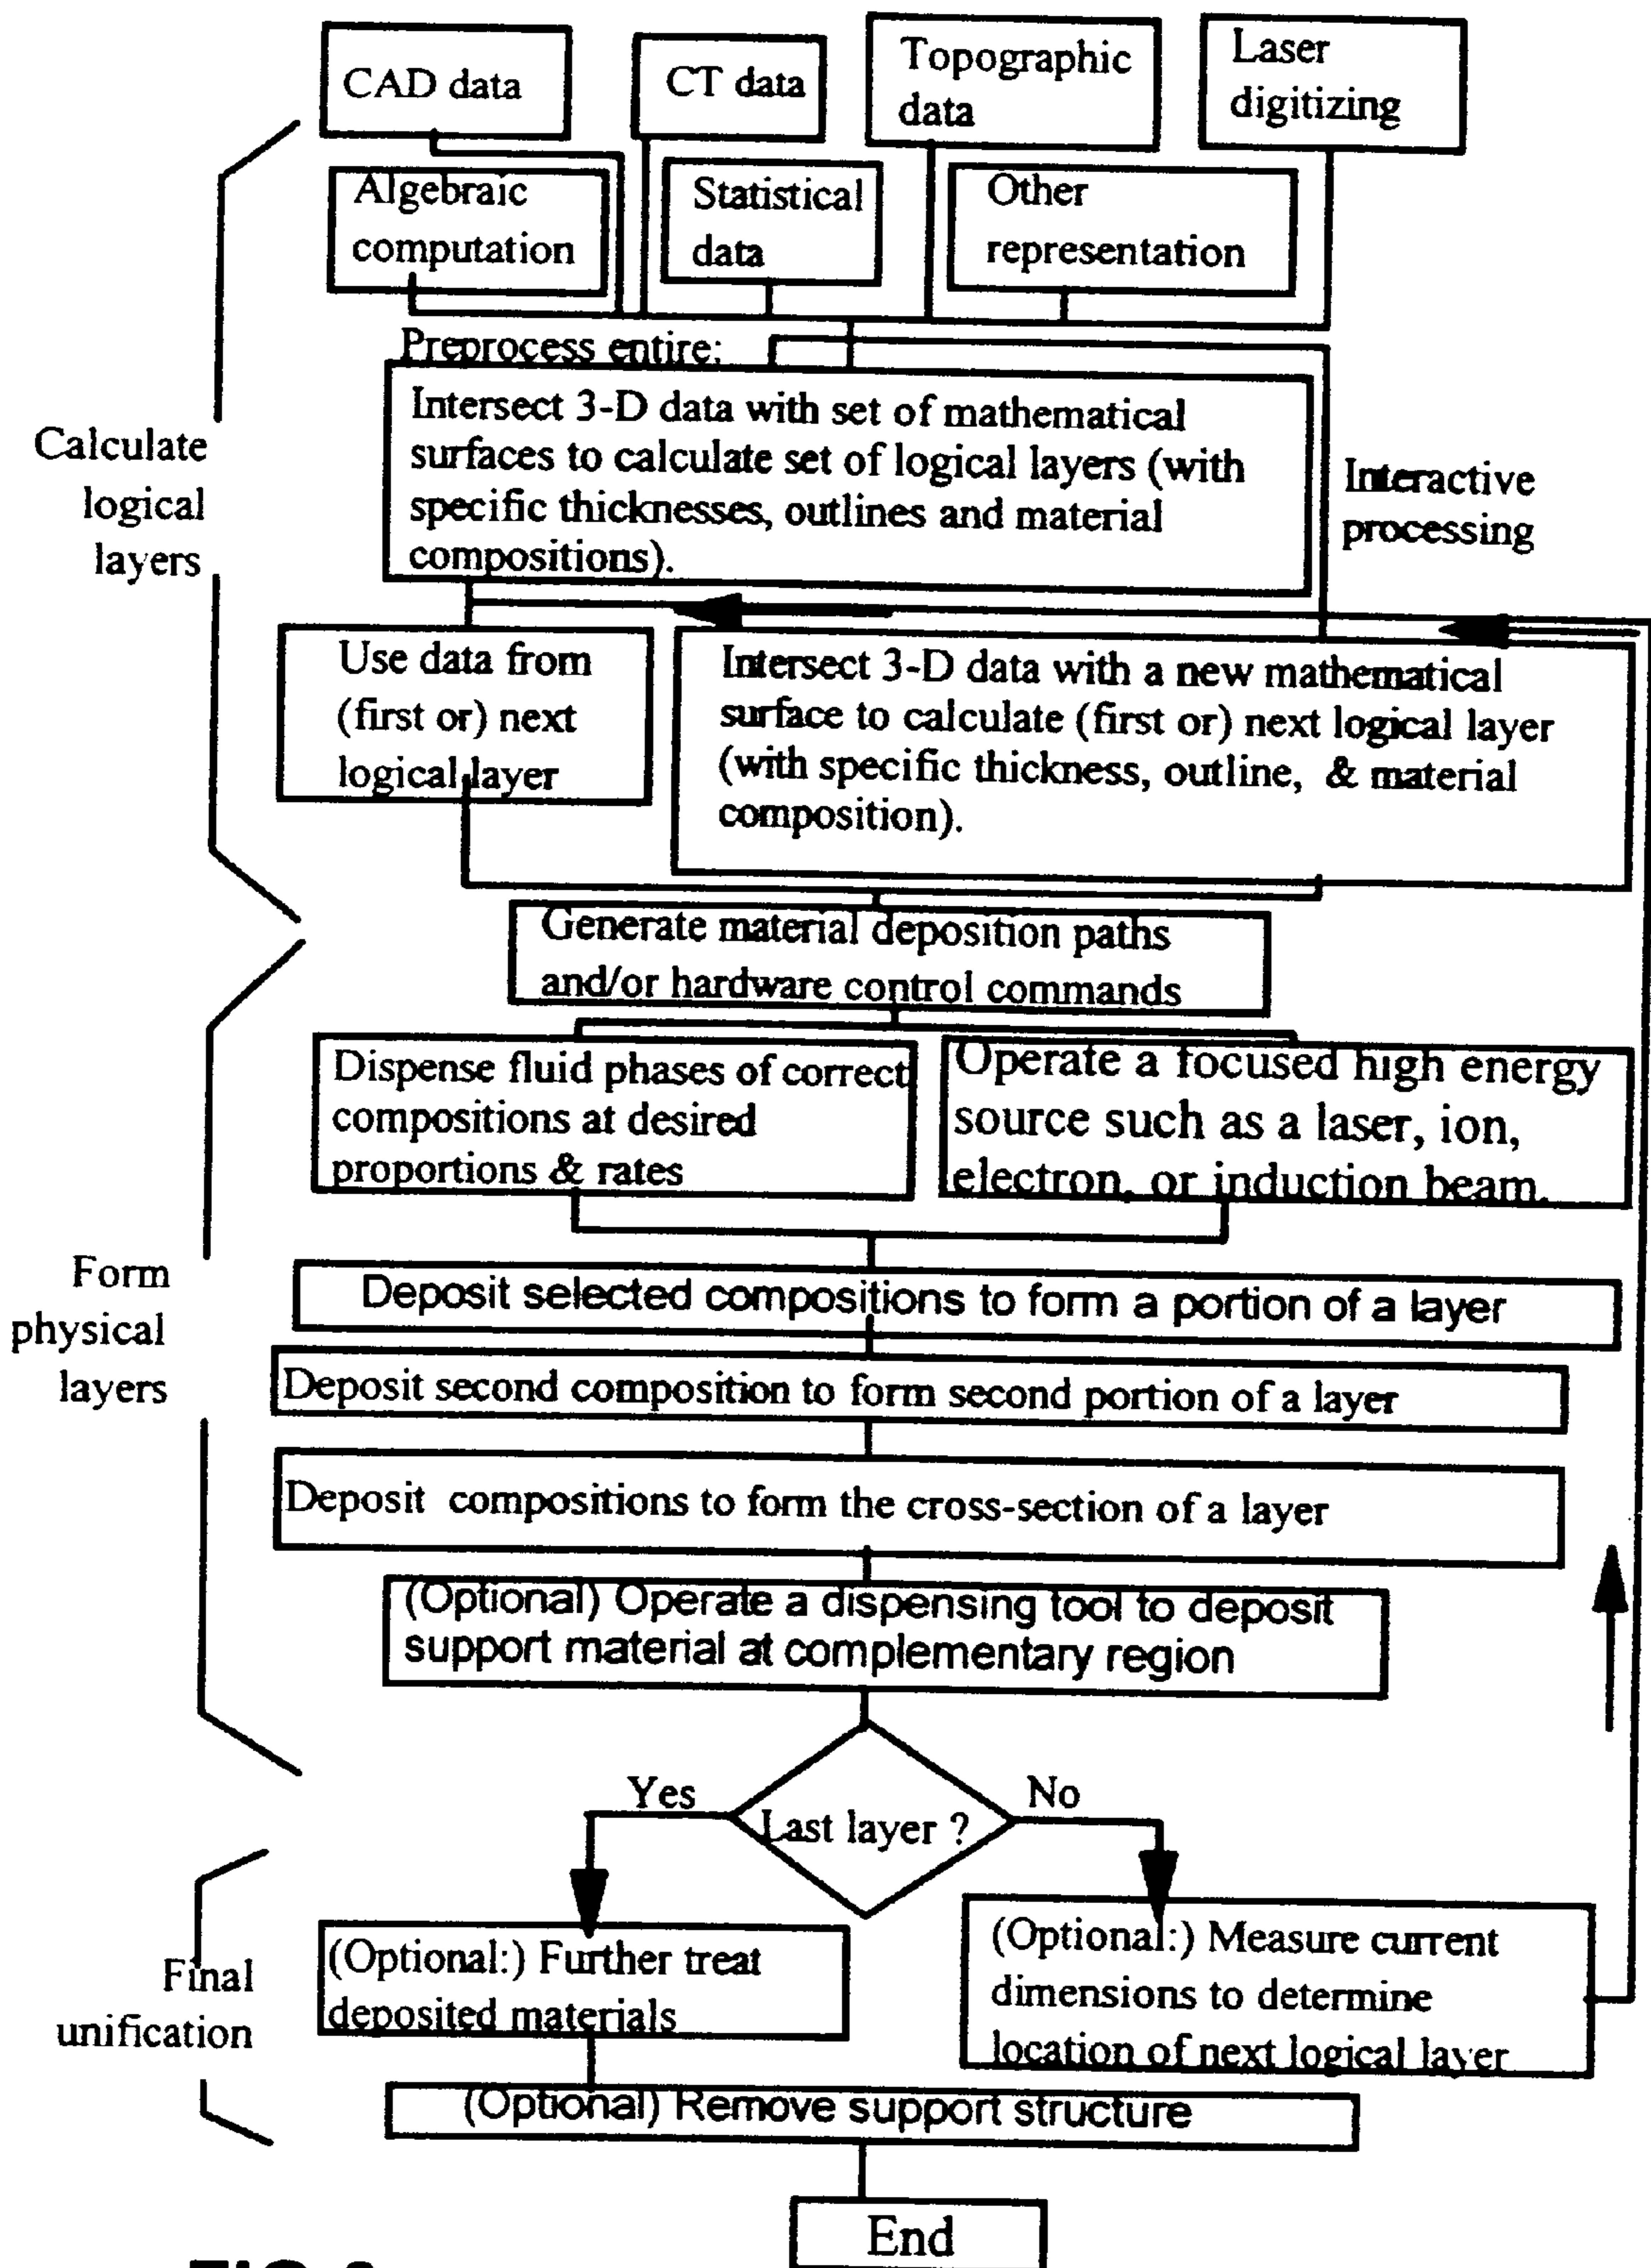 CAD data
CT data
Topographic
data
Laser
digitizing
Algebraic
computation
Statistical
data
Other
representation
Preprocess entire:
Intersect 3-D data with set of mathematical
surfaces to calculate set of logical layers (with
specific thicknesses, outlines and material
compositions).
Interactive
processing
Calculate
logical
layers
Use data from
(first or) next
logical layer
Intersect 3-D data with a new mathematical
surface to calculate (first or) next logical layer
(with specific thickness, outline, & material
composition).
Generate material deposition paths
and/or hardware control commands
Dispense fluid phases of correct
compositions at desired
proportions & rates
Operate a focused high energy
source such as a laser, ion,
electron, or induction beam.
Form
physical
layers
Deposit selected compositions to form a portion of a layer
Deposit second composition to form second portion of a layer
Deposit compositions to form the cross-section of a layer
(Optional) Operate a dispensing tool to deposit
support material at complementary region
Last layer ?
Yes
No
Final
unification
(Optional:) Further treat
deposited materials
(Optional:) Measure current
dimensions to determine
location of next logical layer
(Optional) Remove support structure
End